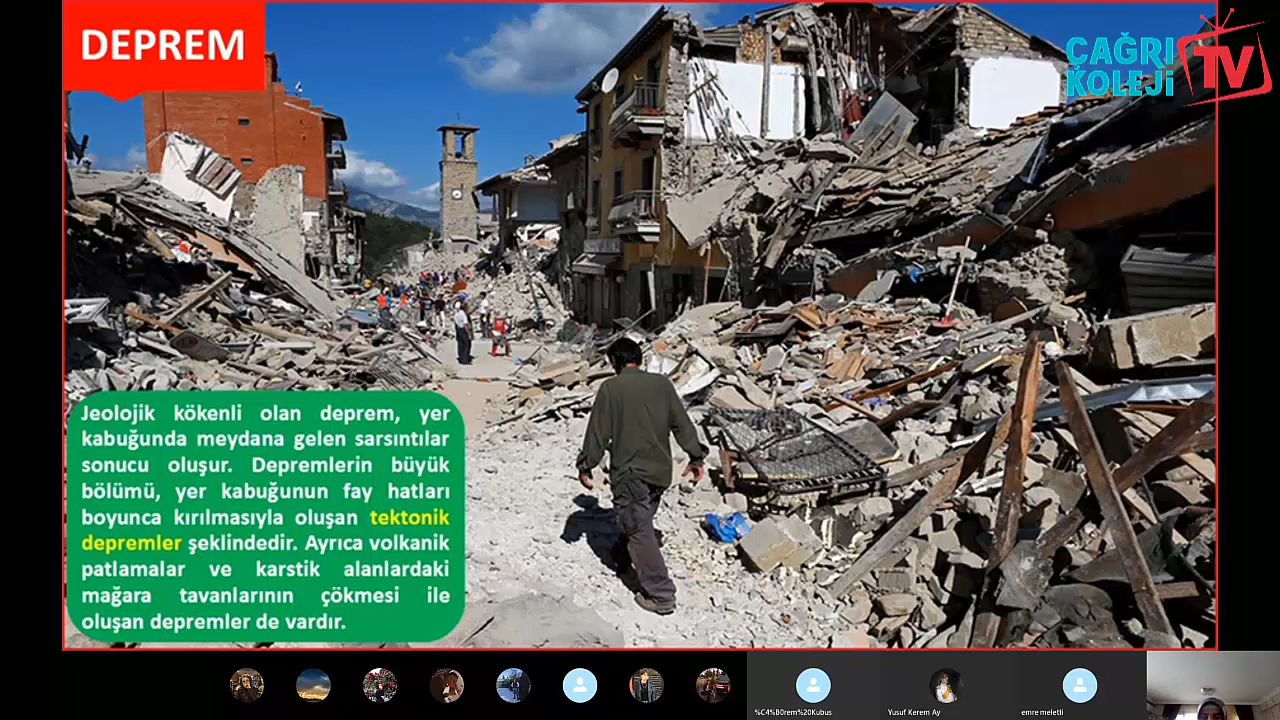 DEPREM
ÇAĞRI
KOLEJİ
TV
Jeolojik kökenli olan deprem, yer
kabuğunda meydana gelen sarsıntılar
sonucu oluşur. Depremlerin büyük
bölümü, yer kabuğunun fay hatları
boyunca kırılmasıyla oluşan tektonik
depremler şeklindedir. Ayrıca volkanik
patlamalar ve karstik alanlardaki
mağara tavanlarının çökmesi ile
oluşan depremler de vardır.
%C4%B0rem%20Kubus
Yusuf Kerem Ay
emre meletli